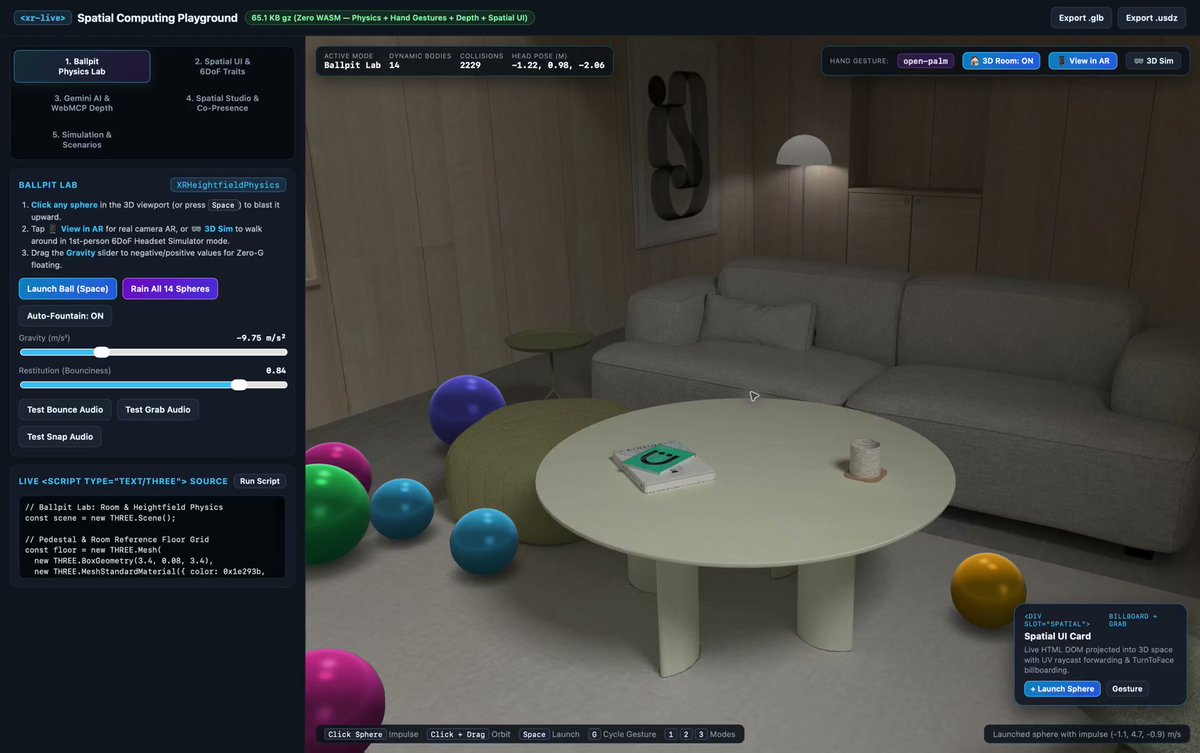 <xr-live> Spatial Computing Playground 65.1 KB gz (Zero WASM — Physics + Hand Gestures + Depth + Spatial UI)
Export .glb Export .usdz
1. Ballpit
Physics Lab
2. Spatial UI &
6DoF Traits
3. Gemini AI &
WebMCP Depth
4. Spatial Studio &
Co-Presence
5. Simulation &
Scenarios
BALLPIT LAB XRHeightfieldPhysics
1. Click any sphere in the 3D viewport (or press Space ) to blast it
upward.
2. Tap View in AR for real camera AR, or 3D Sim to walk
around in 1st-person 6DoF Headset Simulator mode.
3. Drag the Gravity slider to negative/positive values for Zero-G
floating.
Launch Ball (Space) Rain All 14 Spheres
Auto-Fountain: ON
Gravity (m/s²) -9.75 m/s²
Restitution (Bounciness) 0.84
Test Bounce Audio Test Grab Audio
Test Snap Audio
LIVE <SCRIPT TYPE="TEXT/THREE"> SOURCE Run Script
// Ballpit Lab: Room & Heightfield Physics
const scene = new THREE.Scene();
// Pedestal & Room Reference Floor Grid
const floor = new THREE.Mesh(
new THREE.BoxGeometry(3.4, 0.08, 3.4),
new THREE.MeshStandardMaterial({ color: 0x1e293b,
ACTIVE MODE DYNAMIC BODIES COLLISIONS HEAD POSE (M)
Ballpit Lab 14 2229 -1.22, 0.98, -2.06
HAND GESTURE: open-palm 3D Room: ON View in AR 3D Sim
<DIV
SLOT="SPATIAL">
BILLBOARD +
GRAB
Spatial UI Card
Live HTML DOM projected into 3D space
with UV raycast forwarding & TurnToFace
billboarding.
+ Launch Sphere Gesture
Click Sphere Impulse Click + Drag Orbit Space Launch G Cycle Gesture 1 2 3 Modes
Launched sphere with impulse (-1.1, 4.7, -0.9) m/s